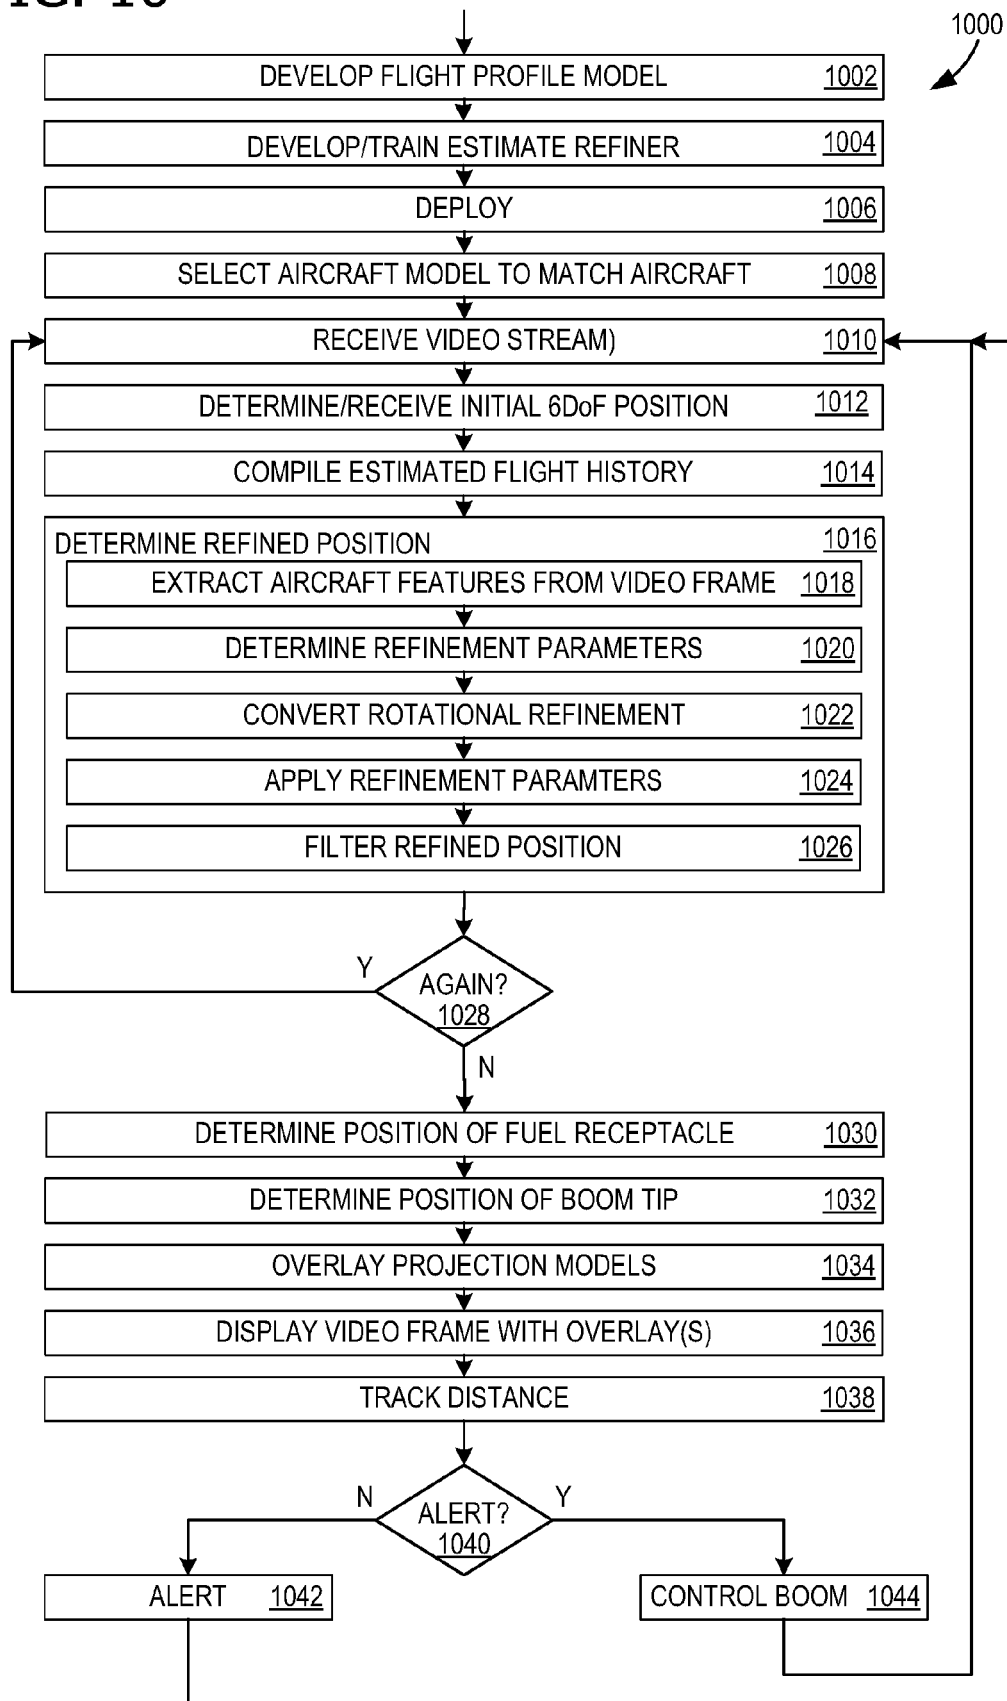 FIG. 10
1000
DEVELOP FLIGHT PROFILE MODEL 1002
DEVELOP/TRAIN ESTIMATE REFINER 1004
DEPLOY 1006
SELECT AIRCRAFT MODEL TO MATCH AIRCRAFT 1008
RECEIVE VIDEO STREAM) 1010
DETERMINE/RECEIVE INITIAL 6DoF POSITION 1012
COMPILE ESTIMATED FLIGHT HISTORY 1014
DETERMINE REFINED POSITION 1016
EXTRACT AIRCRAFT FEATURES FROM VIDEO FRAME 1018
DETERMINE REFINEMENT PARAMETERS 1020
CONVERT ROTATIONAL REFINEMENT 1022
APPLY REFINEMENT PARAMTERS 1024
FILTER REFINED POSITION 1026
Y
AGAIN?
1028
N
DETERMINE POSITION OF FUEL RECEPTACLE 1030
DETERMINE POSITION OF BOOM TIP 1032
OVERLAY PROJECTION MODELS 1034
DISPLAY VIDEO FRAME WITH OVERLAY(S) 1036
TRACK DISTANCE 1038
N
ALERT?
1040
Y
ALERT 1042
CONTROL BOOM 1044